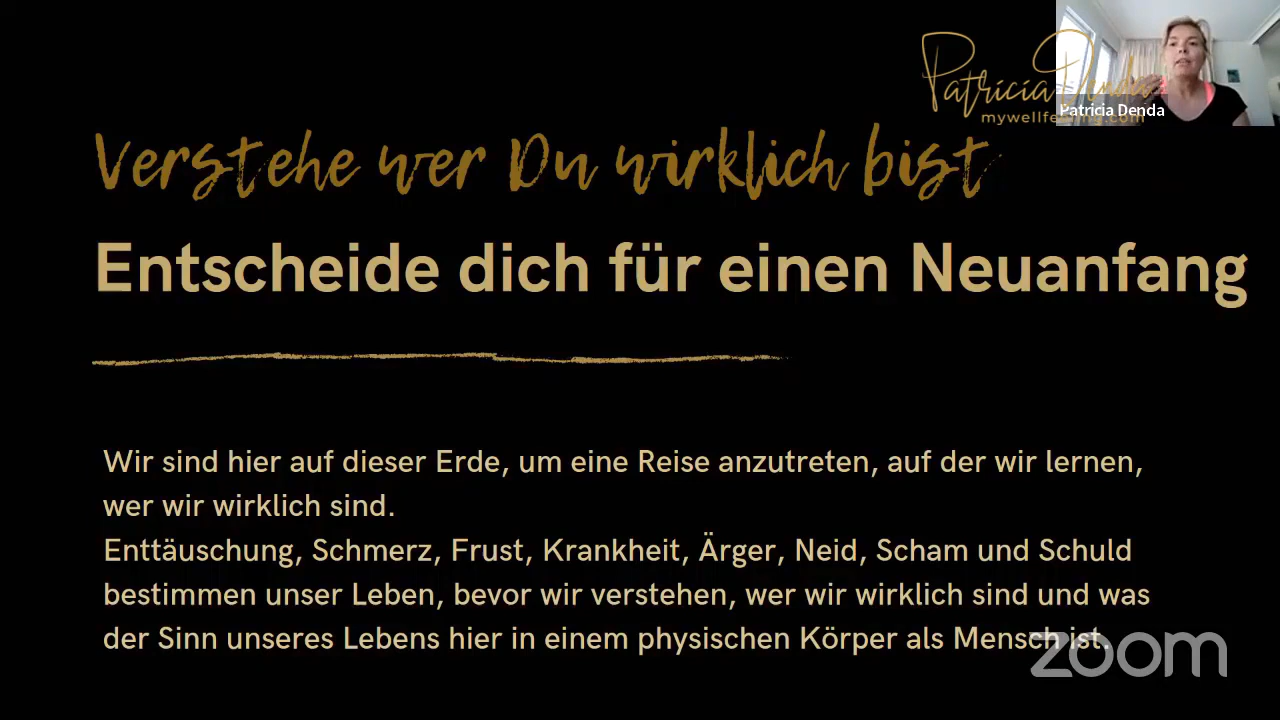 Patricia Denda
Patricia Denda
Verstehe wer Du wirklich bist
Entscheide dich für einen Neuanfang
Wir sind hier auf dieser Erde, um eine Reise anzutreten, auf der wir lernen,
wer wir wirklich sind.
Enttäuschung, Schmerz, Frust, Krankheit, Ärger, Neid, Scham und Schuld
bestimmen unser Leben, bevor wir verstehen, wer wir wirklich sind und was
der Sinn unseres Lebens hier in einem physischen Körper als Mensch ist.
zoom